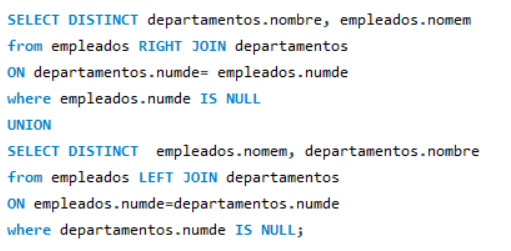 SELECT DISTINCT departamentos.nombre, empleados.nomem
from empleados RIGHT JOIN departamentos
ON departamentos.numde= empleados.numde
where empleados.numde IS NULL
UNION
SELECT DISTINCT  empleados.nomem, departamentos.nombre
from empleados LEFT JOIN departamentos
ON empleados.numde=departamentos.numde
where departamentos.numde IS NULL;